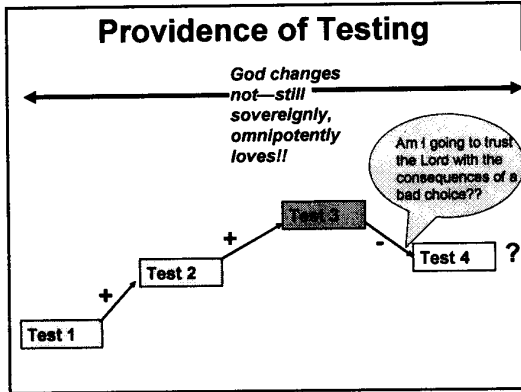 Providence of Testing
God changes
not—still
sovereignly,
omnipotently
loves!!
Am I going to trust
the Lord with the
consequences of a
bad choice??
Test 3
+
-
Test 4 ?
Test 2
+
Test 1